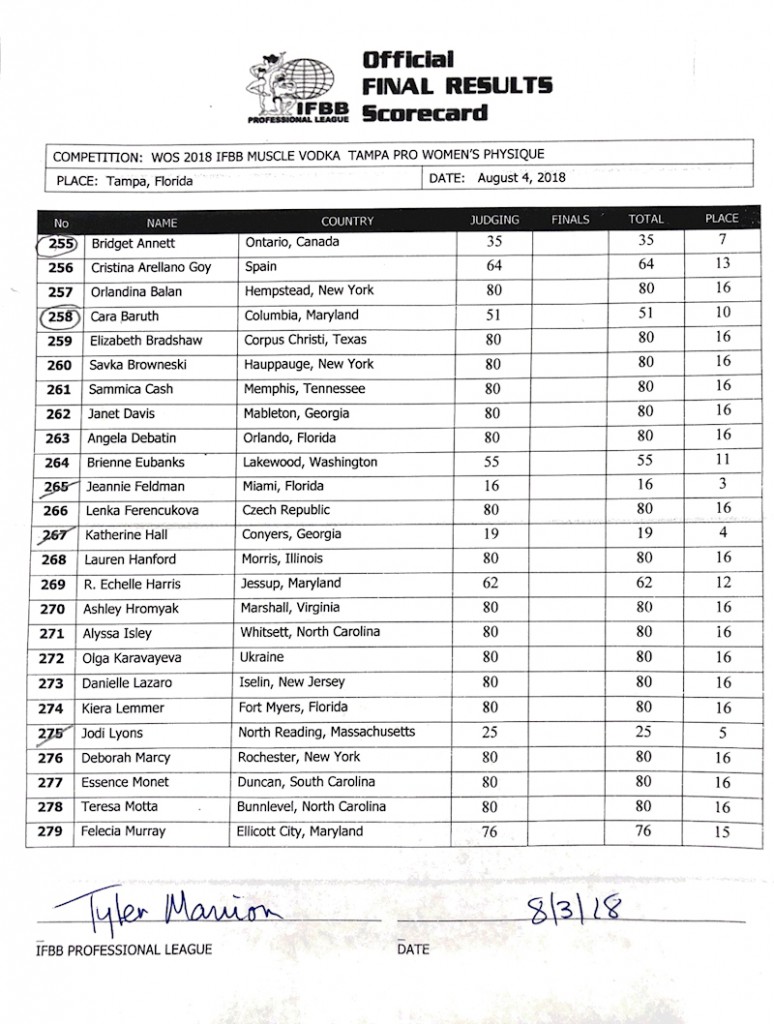 Official
FINAL RESULTS
Scorecard
IFBB
PROFESSIONAL LEAGUE
COMPETITION: WOS 2018 IFBB MUSCLE VODKA TAMPA PRO WOMEN'S PHYSIQUE
PLACE: Tampa, Florida DATE: August 4, 2018
No NAME COUNTRY JUDGING FINALS TOTAL PLACE
255 Bridget Annett Ontario, Canada 35 35 7
256 Cristina Arellano Goy Spain 64 64 13
257 Orlandina Balan Hempstead, New York 80 80 16
258 Cara Baruth Columbia, Maryland 51 51 10
259 Elizabeth Bradshaw Corpus Christi, Texas 80 80 16
260 Savka Browneski Hauppauge, New York 80 80 16
261 Sammica Cash Memphis, Tennessee 80 80 16
262 Janet Davis Mableton, Georgia 80 80 16
263 Angela Debatin Orlando, Florida 80 80 16
264 Brienne Eubanks Lakewood, Washington 55 55 11
265 Jeannie Feldman Miami, Florida 16 16 3
266 Lenka Ferencukova Czech Republic 80 80 16
267 Katherine Hall Conyers, Georgia 19 19 4
268 Lauren Hanford Morris, Illinois 80 80 16
269 R. Echelle Harris Jessup, Maryland 62 62 12
270 Ashley Hromyak Marshall, Virginia 80 80 16
271 Alyssa Isley Whitsett, North Carolina 80 80 16
272 Olga Karavayeva Ukraine 80 80 16
273 Danielle Lazaro Iselin, New Jersey 80 80 16
274 Kiera Lemmer Fort Myers, Florida 80 80 16
275 Jodi Lyons North Reading, Massachusetts 25 25 5
276 Deborah Marcy Rochester, New York 80 80 16
277 Essence Monet Duncan, South Carolina 80 80 16
278 Teresa Motta Bunnlevel, North Carolina 80 80 16
279 Felecia Murray Ellicott City, Maryland 76 76 15
Tyler Manion 8/3/18
IFBB PROFESSIONAL LEAGUE DATE